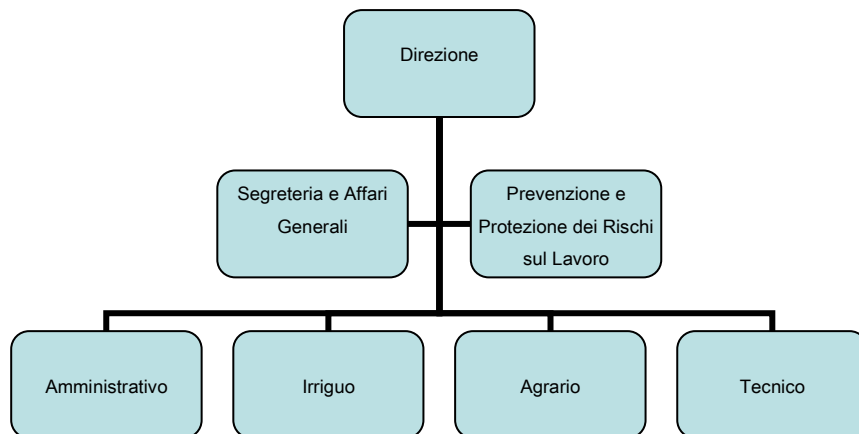 Direzione
Segreteria e Affari
Generali
Prevenzione e
Protezione dei Rischi
sul Lavoro
Amministrativo
Irriguo
Agrario
Tecnico